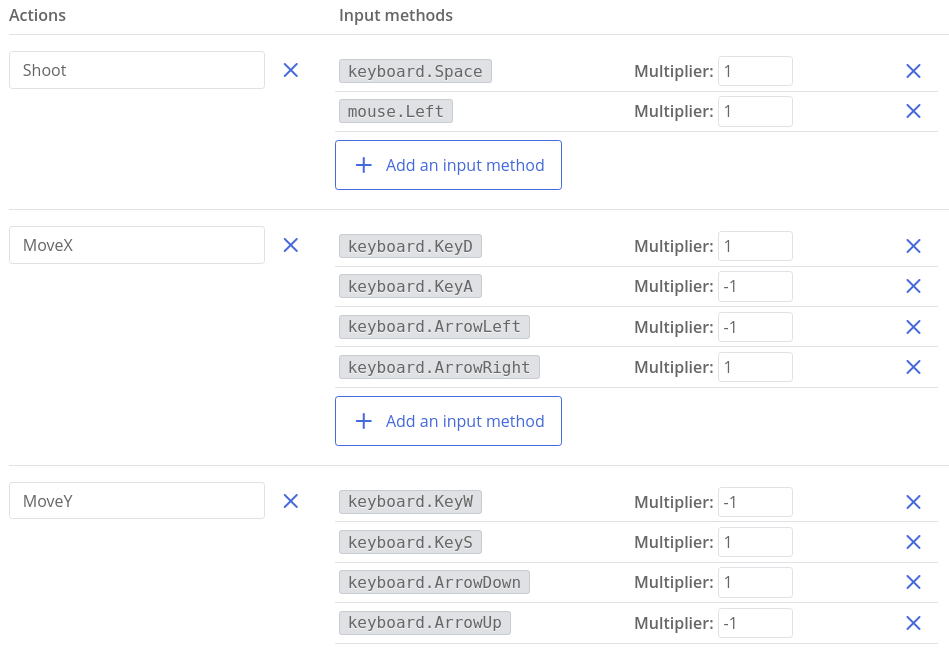 Actions Input methods
Shoot keyboard.Space Multiplier: 1
mouse.Left Multiplier: 1
Add an input method
MoveX keyboard.KeyD Multiplier: 1
keyboard.KeyA Multiplier: -1
keyboard.ArrowLeft Multiplier: -1
keyboard.ArrowRight Multiplier: 1
Add an input method
MoveY keyboard.KeyW Multiplier: -1
keyboard.KeyS Multiplier: 1
keyboard.ArrowDown Multiplier: 1
keyboard.ArrowUp Multiplier: -1